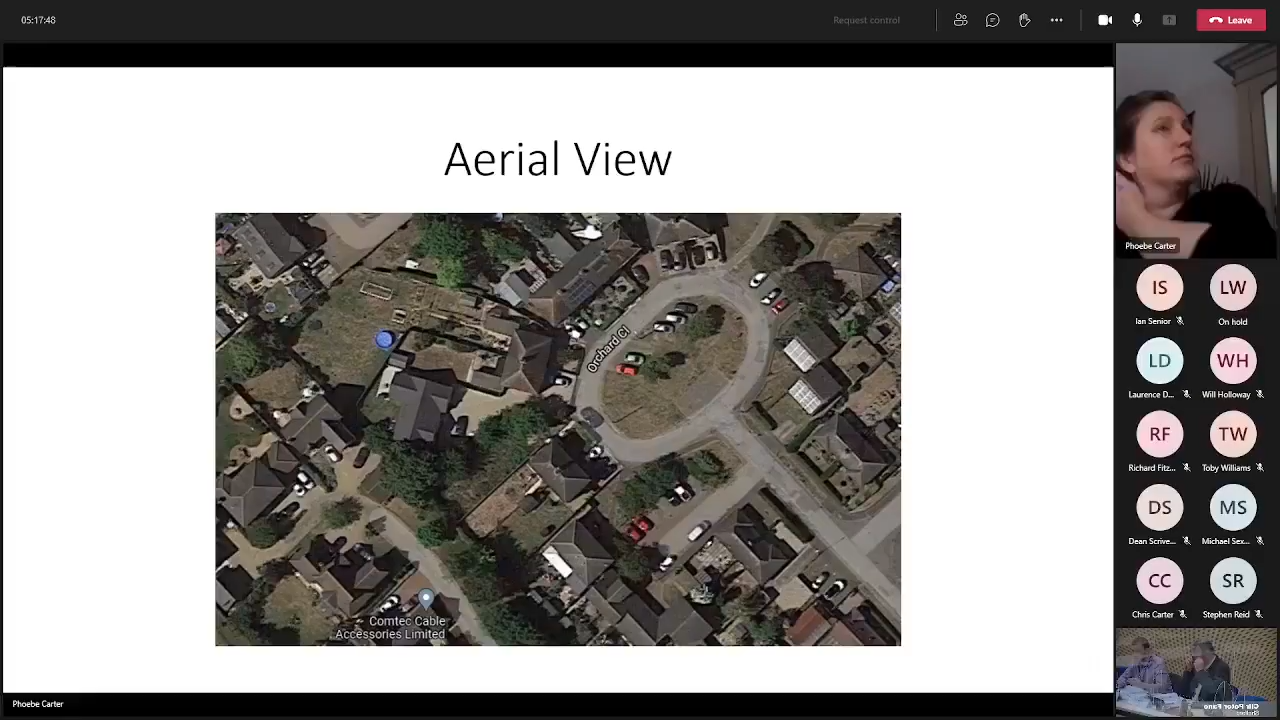 05:17:48
Request control
Leave
Aerial View
Orchard Cl
Comtec Cable
Accessories Limited
Phoebe Carter
IS
LW
Ian Senior
On hold
LD
WH
Laurence D...
Will Holloway
RF
TW
Richard Fitz...
Toby Williams
DS
MS
Dean Scrive...
Michael Sex...
CC
SR
Chris Carter
Stephen Reid
Phoebe Carter